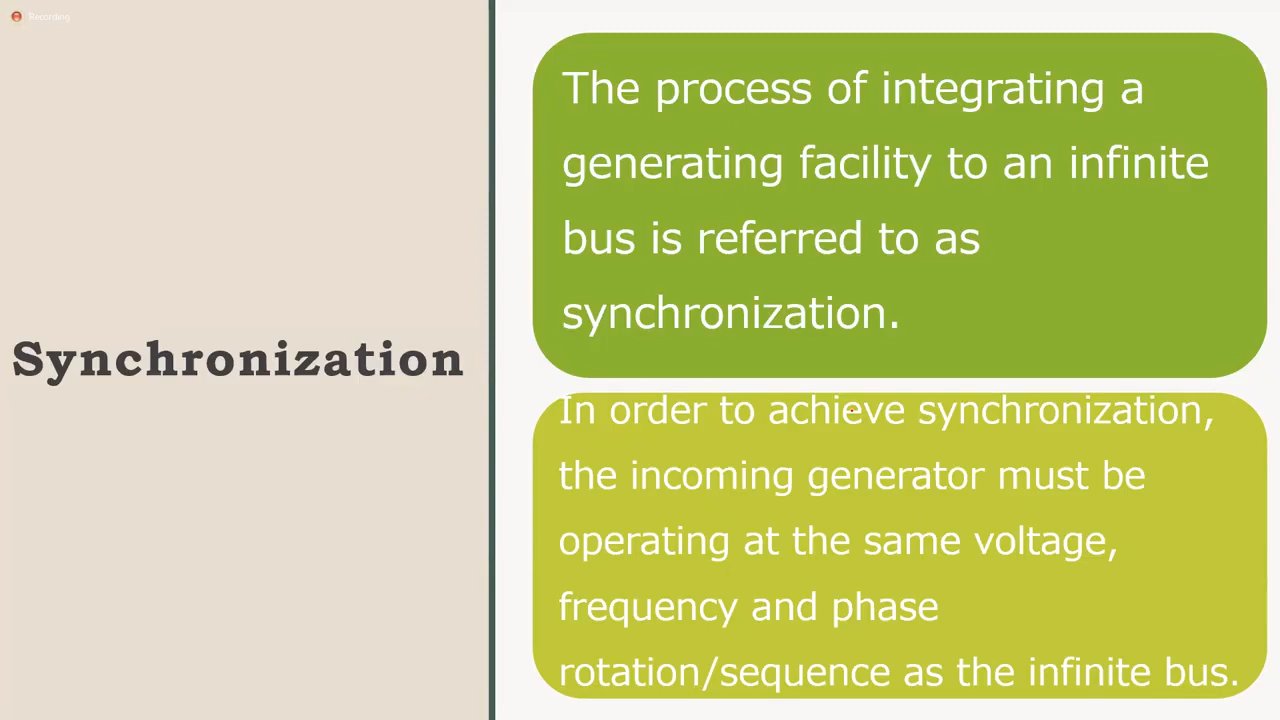 Recording
Synchronization
The process of integrating a
generating facility to an infinite
bus is referred to as
synchronization.
In order to achieve synchronization,
the incoming generator must be
operating at the same voltage,
frequency and phase
rotation/sequence as the infinite bus.